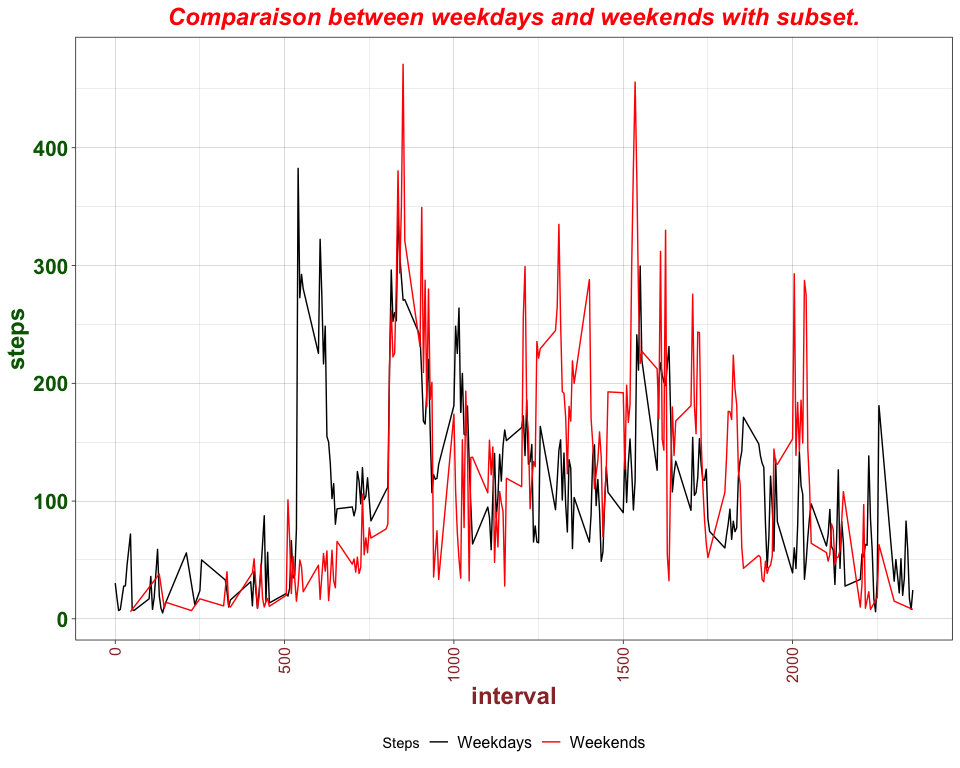 Comparaison between weekdays and weekends with subset.
400
300
200
100
0
steps
0
500
1000
1500
2000
interval
Steps
Weekdays
Weekends